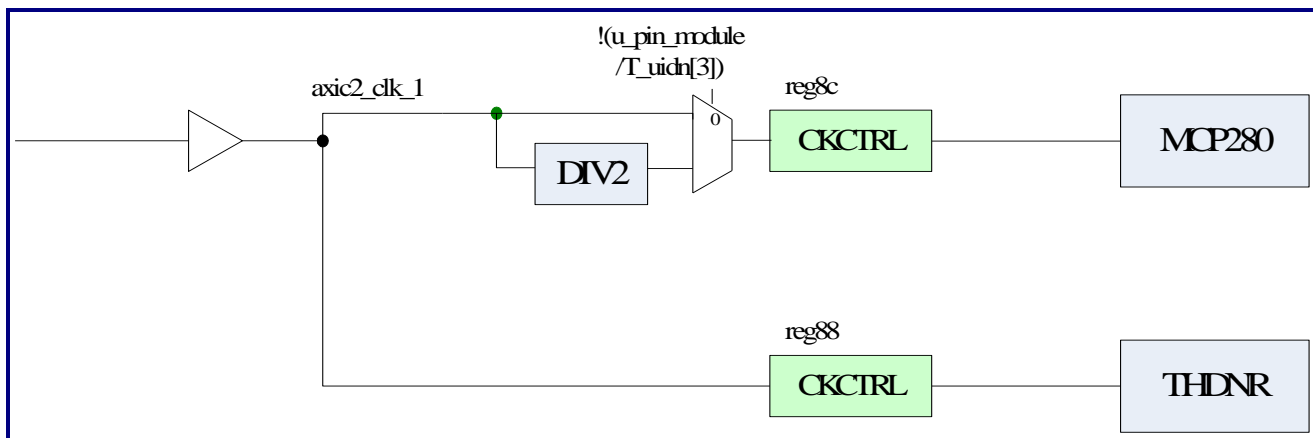 !(u_pin_module
/T_uidn[3])
axic2_clk_1
reg8c
0
CKCTRL
MCP280
DIV2
reg88
CKCTRL
THDNR